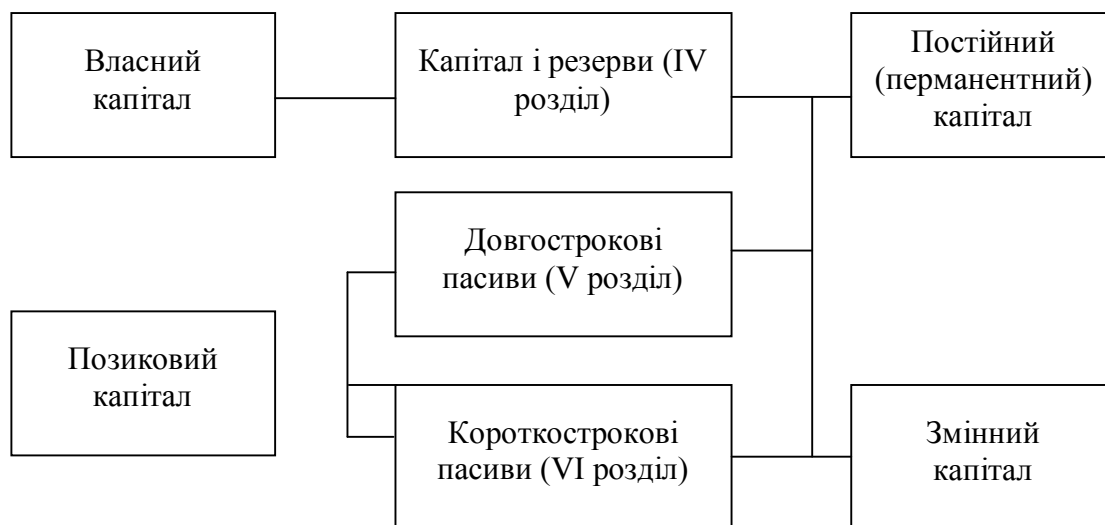 Власний
капітал
Капітал і резерви (IV
розділ)
Постійний
(перманентний)
капітал
Довгострокові
пасиви (V розділ)
Позиковий
капітал
Короткострокові
пасиви (VI розділ)
Змінний
капітал